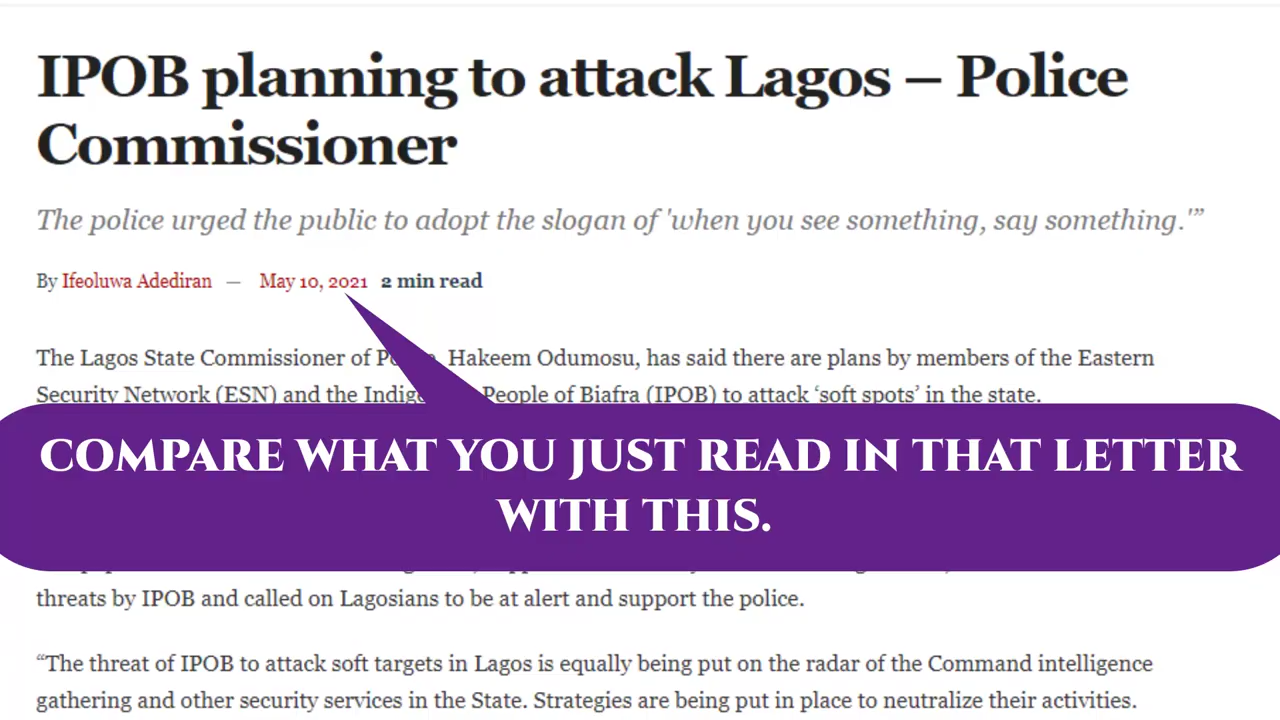 IPOB planning to attack Lagos – Police
Commissioner
The police urged the public to adopt the slogan of 'when you see something, say something.'”
By Ifeoluwa Adediran — May 10, 2021 2 min read
The Lagos State Commissioner of Hakeem Odumosu, has said there are plans by members of the Eastern
Security Network (ESN) and the People of Biafra (IPOB) to attack ‘soft spots’ in the state.
COMPARE WHAT YOU JUST READ IN THAT LETTER
WITH THIS.
threats by IPOB and called on Lagosians to be at alert and support the police.
“The threat of IPOB to attack soft targets in Lagos is equally being put on the radar of the Command intelligence
gathering and other security services in the State. Strategies are being put in place to neutralize their activities.